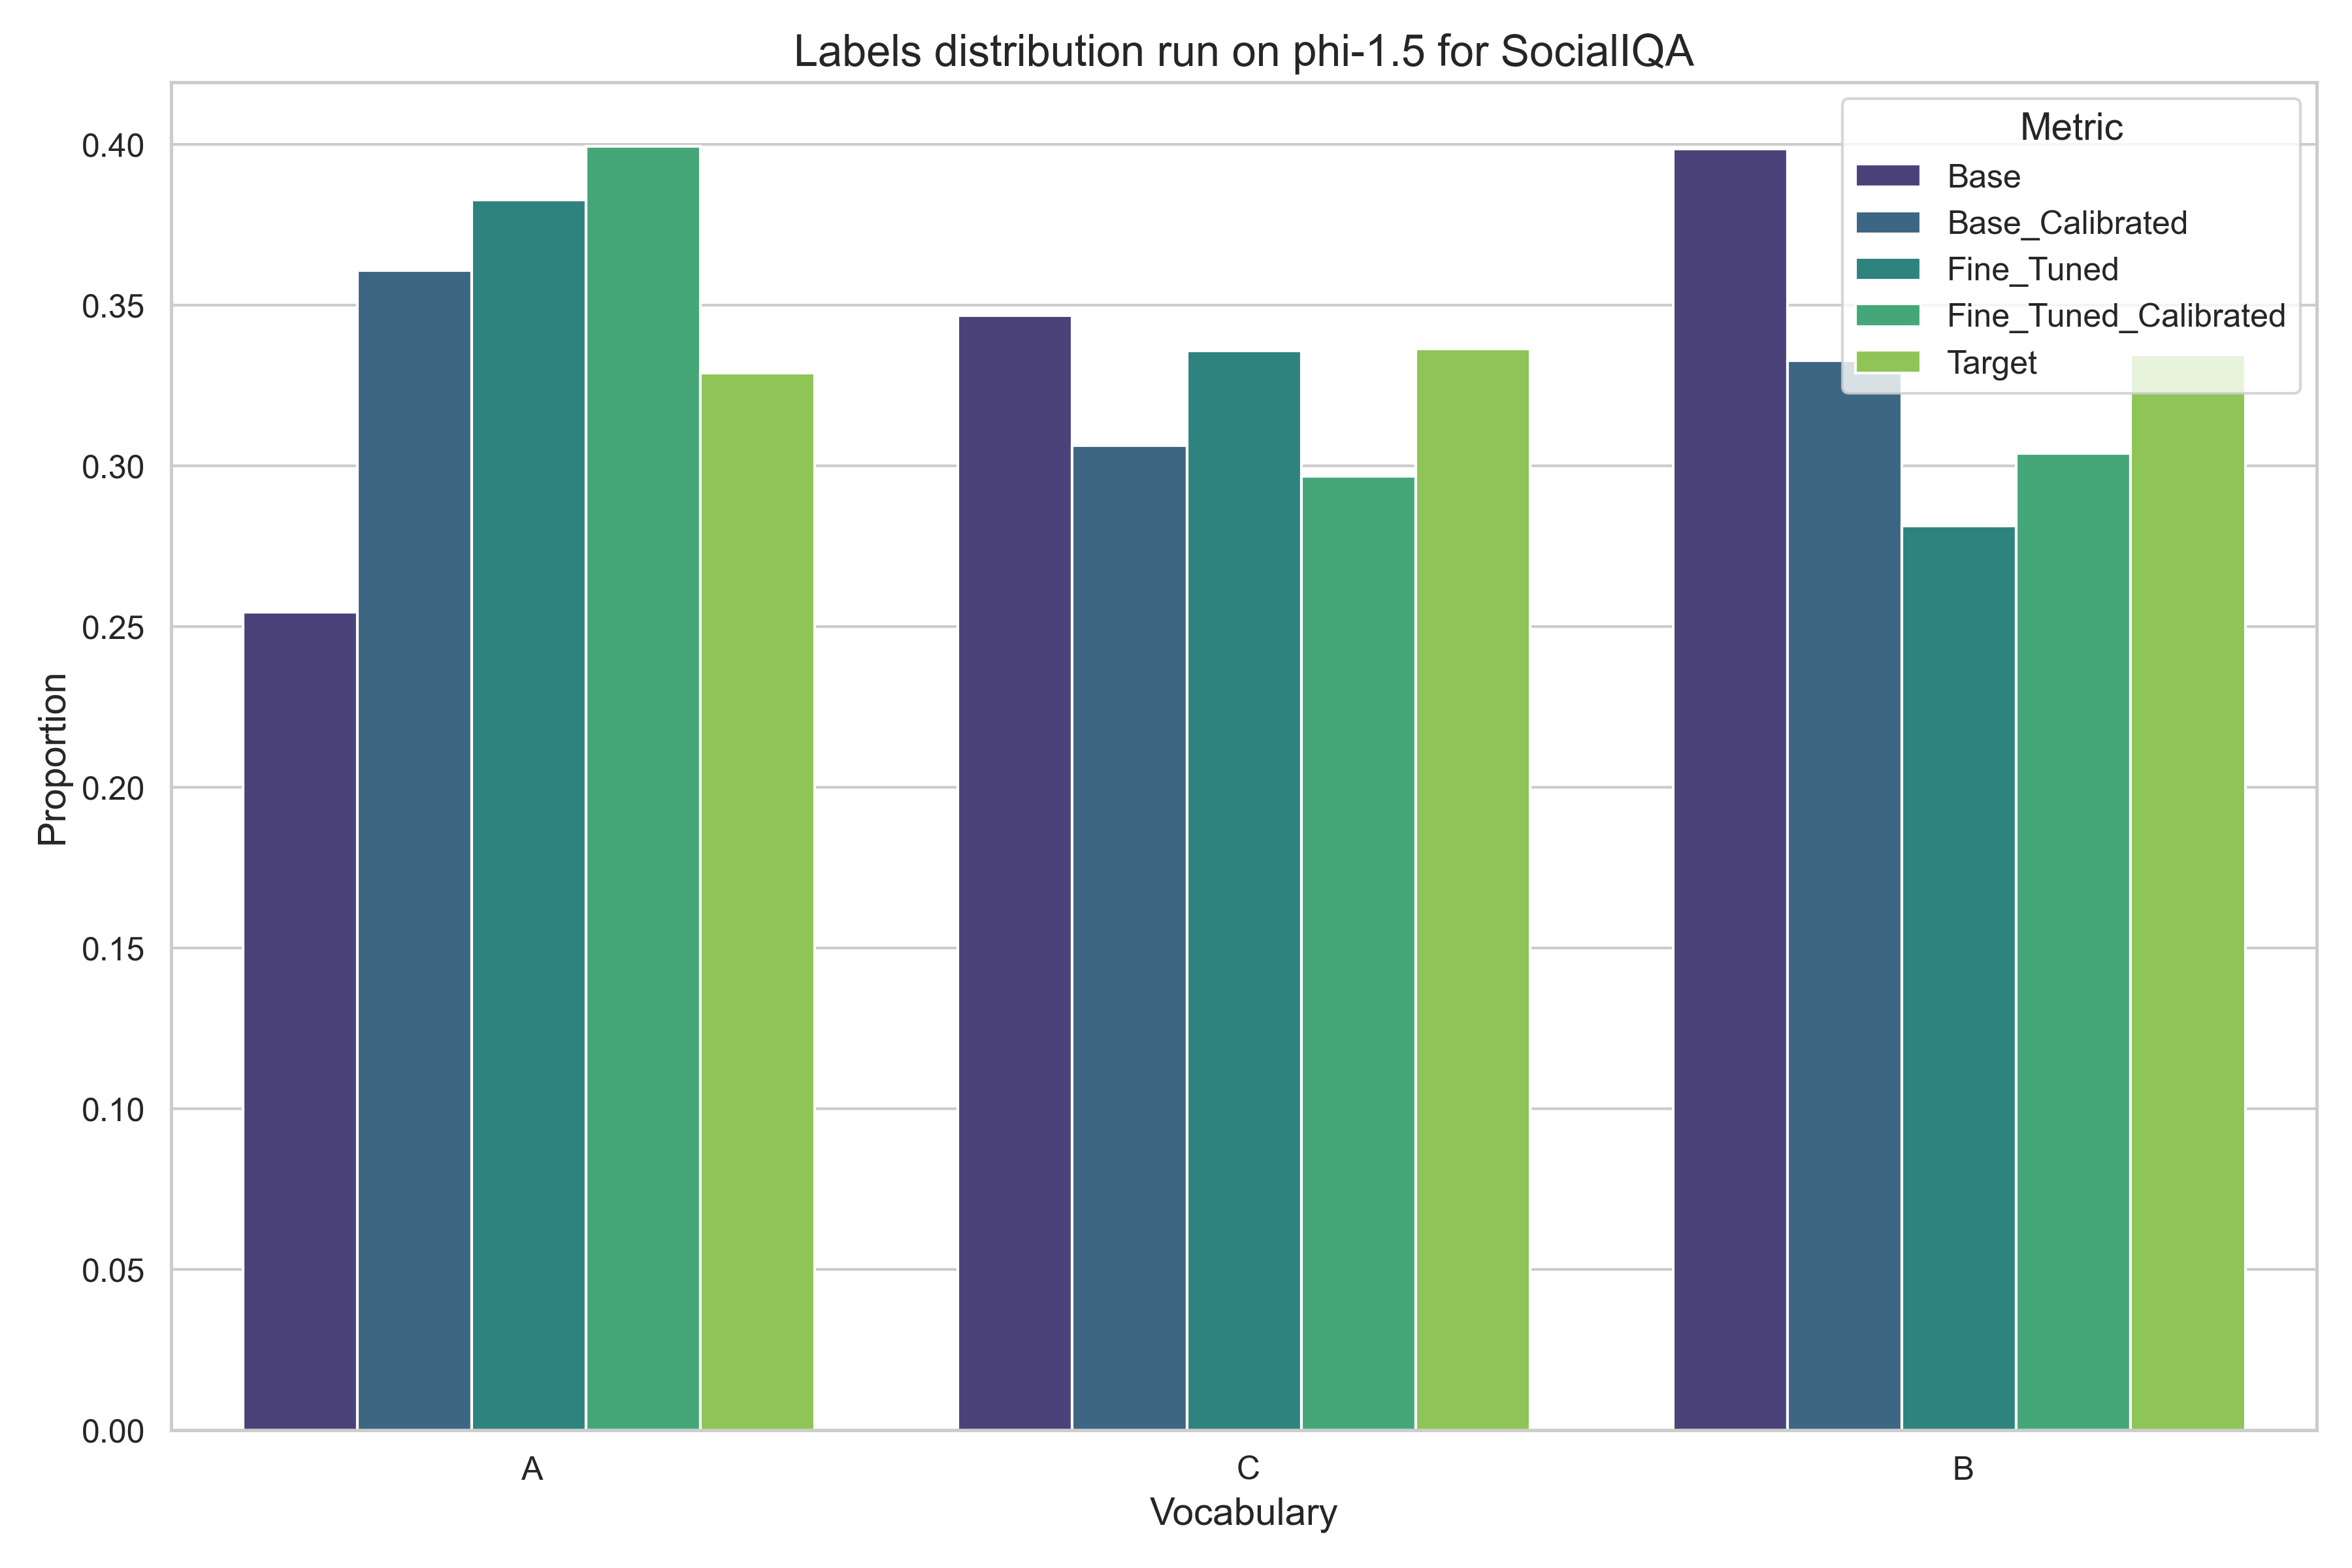 Labels distribution run on phi-1.5 for SocialIQA
Metric
Base
Base_Calibrated
Fine_Tuned
Fine_Tuned_Calibrated
Target
0.40
0.35
0.30
0.25
0.20
0.15
0.10
0.05
0.00
Proportion
A
C
B
Vocabulary